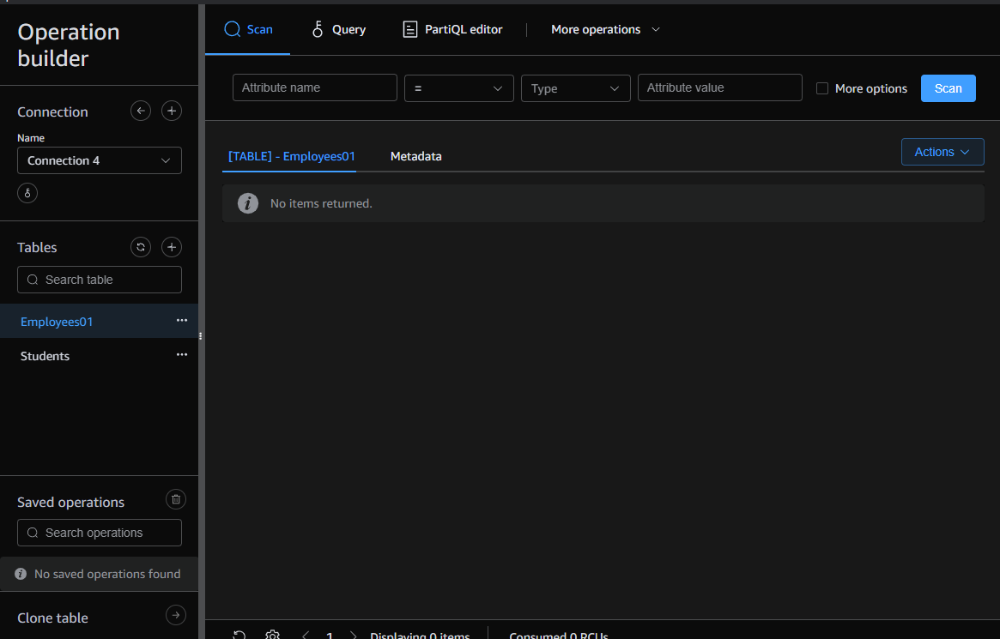 Operation
builder
Connection
Name
Connection 4
Tables
Search table
Employees01
Students
Saved operations
Search operations
No saved operations found
Clone table
Scan Query PartiQL editor More operations
Attribute name = Type Attribute value More options Scan
[TABLE] - Employees01 Metadata Actions
No items returned.
1 Displaying 0 items Consumed 0 RCUs